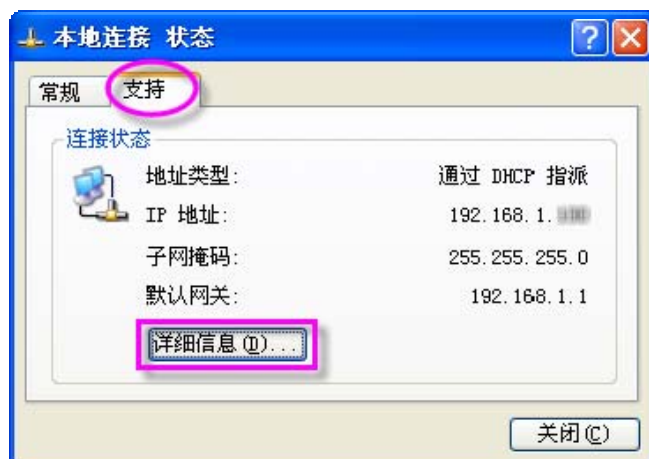 本地连接 状态
常规 支持
连接状态
地址类型: 通过 DHCP 指派
IP 地址: 192.168.1.
子网掩码: 255.255.255.0
默认网关: 192.168.1.1
详细信息(D)...
关闭(C)